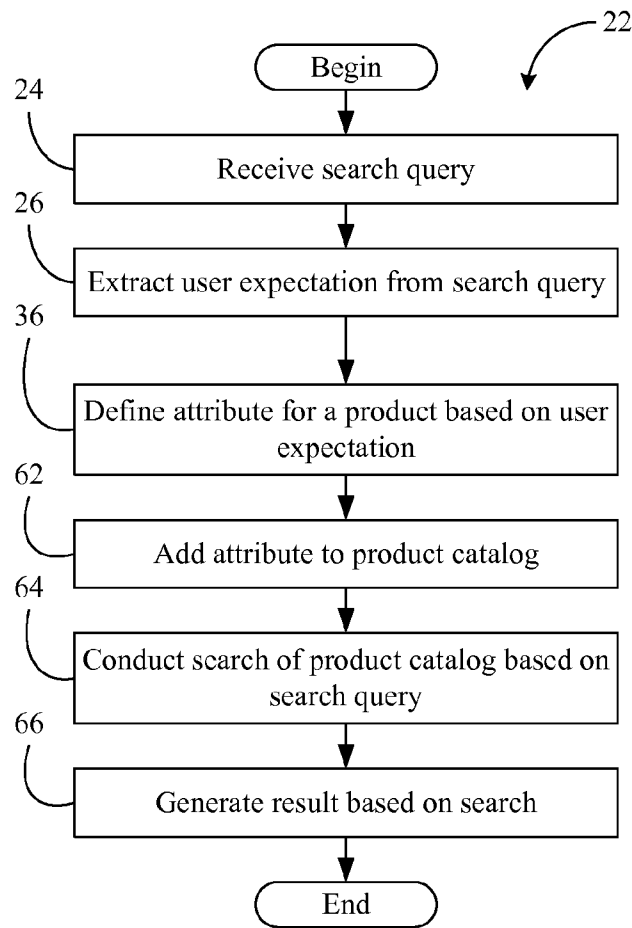 22
Begin
24
Receive search query
26
Extract user expectation from search query
36
Define attribute for a product based on user
expectation
62
Add attribute to product catalog
64
Conduct search of product catalog based on
search query
66
Generate result based on search
End